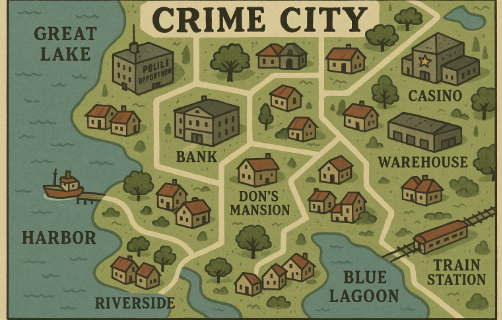 CRIME CITY
GREAT
LAKE
CASINO
BANK
WAREHOUSE
DON'S
MANSION
HARBOR
BLUE
LAGOON
TRAIN
STATION
RIVERSIDE